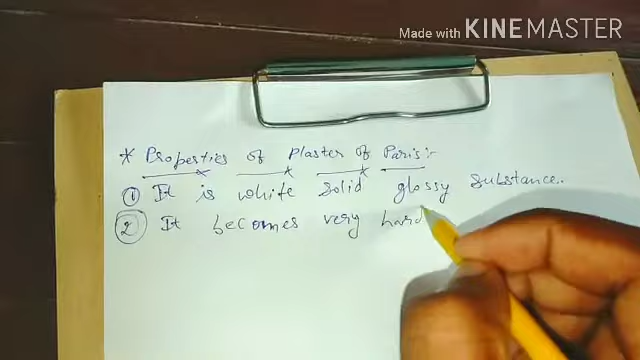 Made with KINEMASTER
* Properties of Plaster of Paris:-
① It is white solid glossy substance.
② It becomes very hard